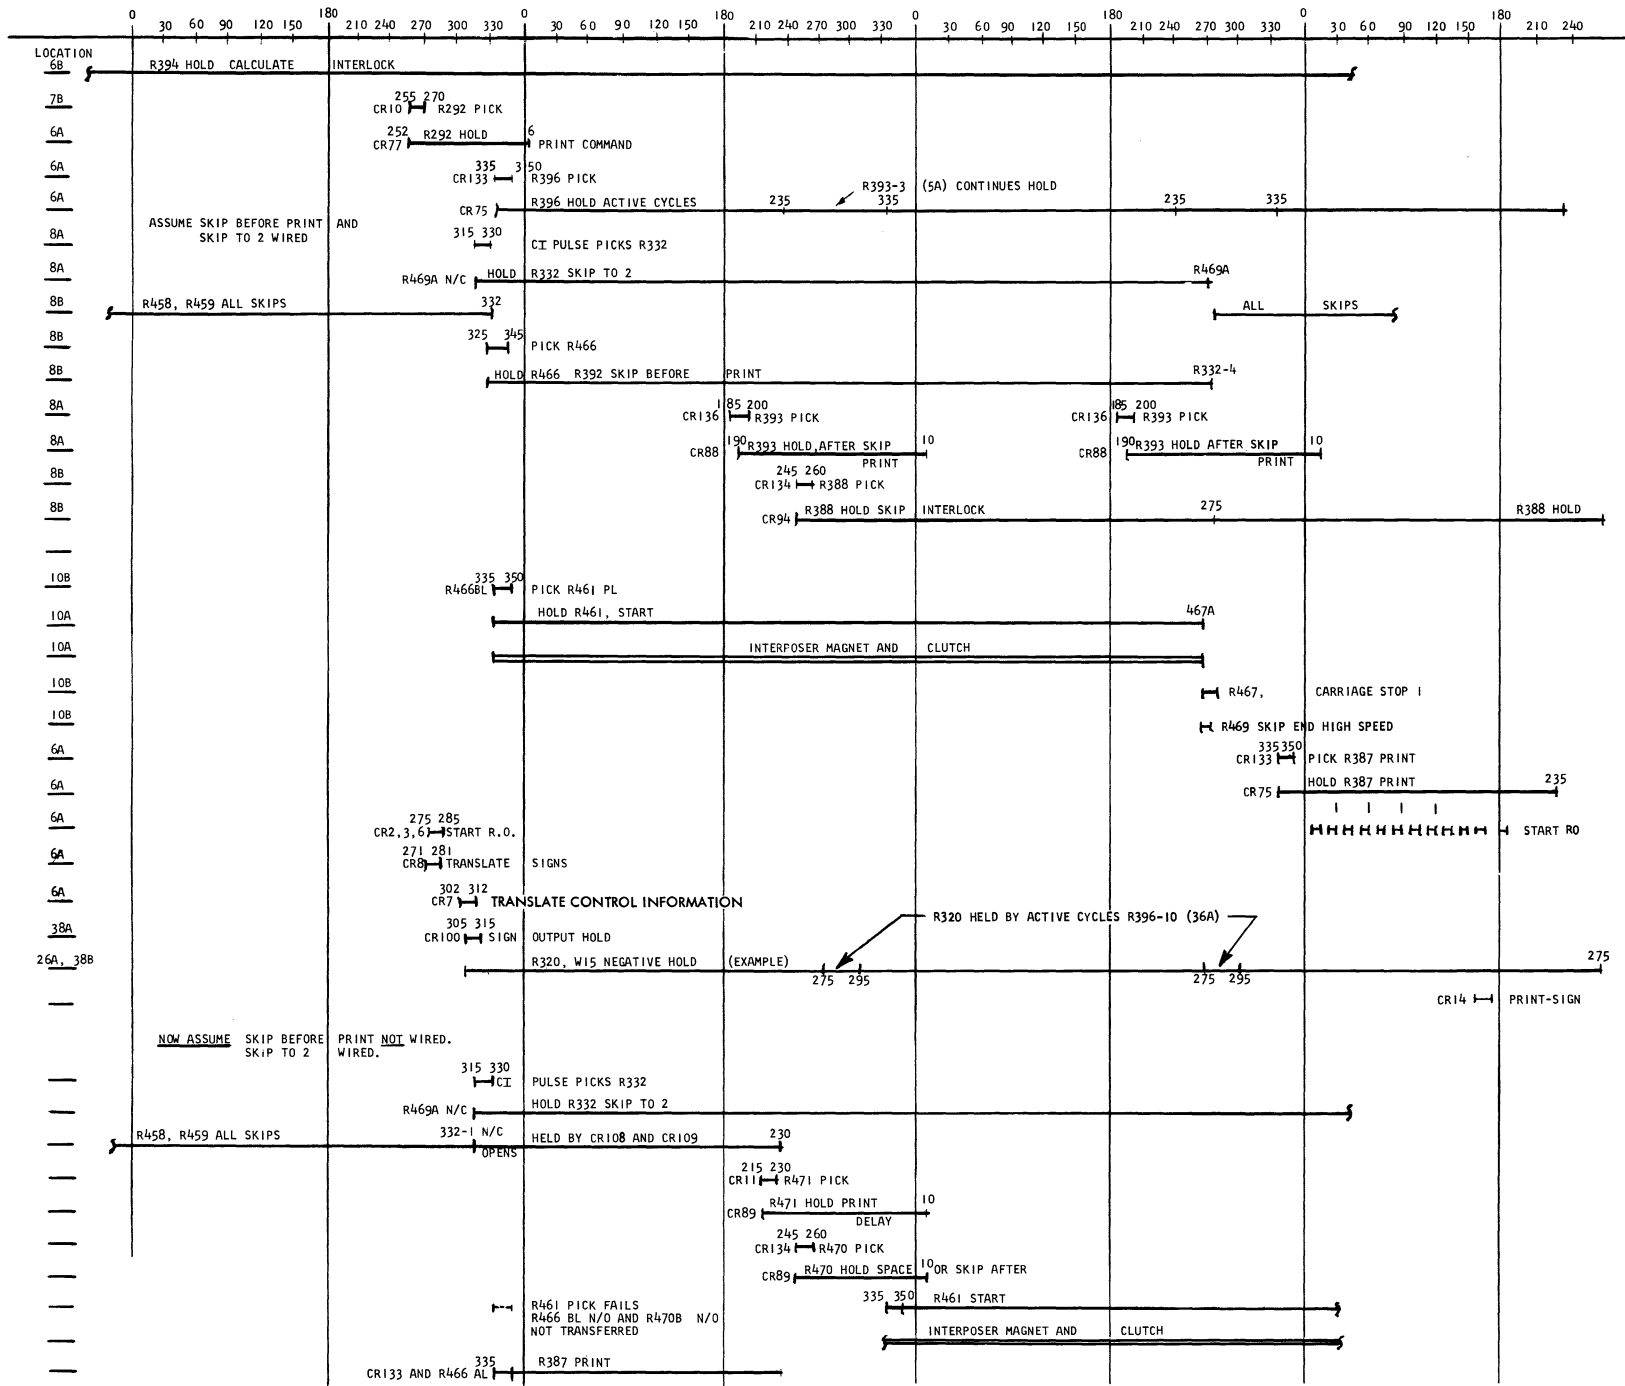 0 30 60 90 120 150 180 210 240 270 300 330 0 30 60 90 120 150 180 210 240 270 300 330 0 30 60 90 120 150 180 210 240 270 300 330 0 30 60 90 120 150 180 210 240
LOCATION
6B R394 HOLD CALCULATE INTERLOCK
255 270
7B CR10 R292 PICK
252 R292 HOLD 6
6A CR77 PRINT COMMAND
335 350
6A CR133 R396 PICK
R393-3 (5A) CONTINUES HOLD
6A CR75 R396 HOLD ACTIVE CYCLES 235 335 235 335
ASSUME SKIP BEFORE PRINT AND
SKIP TO 2 WIRED
315 330
8A CI PULSE PICKS R332
8A R469A N/C HOLD R332 SKIP TO 2 R469A
8B R458, R459 ALL SKIPS 332 ALL SKIPS
325 345
8B PICK R466
8B HOLD R466 R392 SKIP BEFORE PRINT R332-4
185 200 185 200
8A CR136 R393 PICK CR136 R393 PICK
8A CR88 190 R393 HOLD, AFTER SKIP 10 CR88 190 R393 HOLD AFTER SKIP 10
PRINT PRINT
245 260
8B CR134 R388 PICK
8B CR94 R388 HOLD SKIP INTERLOCK 275 R388 HOLD
335 350
10B R466BL PICK R461 PL
10A HOLD R461, START 467A
10A INTERPOSER MAGNET AND CLUTCH
10B R467, CARRIAGE STOP 1
10B R469 SKIP END HIGH SPEED
335 350
6A CR133 PICK R387 PRINT
6A CR75 HOLD R387 PRINT 235
275 285
6A CR2,3,6 START R.O. START RO
271 281
6A CR8 TRANSLATE SIGNS
302 312
6A CR7 TRANSLATE CONTROL INFORMATION
R320 HELD BY ACTIVE CYCLES R396-10 (36A)
305 315
38A CR100 SIGN OUTPUT HOLD
26A, 38B R320, W15 NEGATIVE HOLD (EXAMPLE) 275
275 295 275 295
CR14 PRINT-SIGN
NOW ASSUME SKIP BEFORE PRINT NOT WIRED.
SKIP TO 2 WIRED.
315 330
CI PULSE PICKS R332
R469A N/C HOLD R332 SKIP TO 2
R458, R459 ALL SKIPS 332-1 N/C HELD BY CR108 AND CR109 230
OPENS
215 230
CR11 R471 PICK
CR89 R471 HOLD PRINT 10
DELAY
245 260
CR134 R470 PICK
CR89 R470 HOLD SPACE 10 OR SKIP AFTER
R461 PICK FAILS 335 350 R461 START
R466 BL N/O AND R470B N/O
NOT TRANSFERRED
INTERPOSER MAGNET AND CLUTCH
CR133 AND R466 AL 335 R387 PRINT